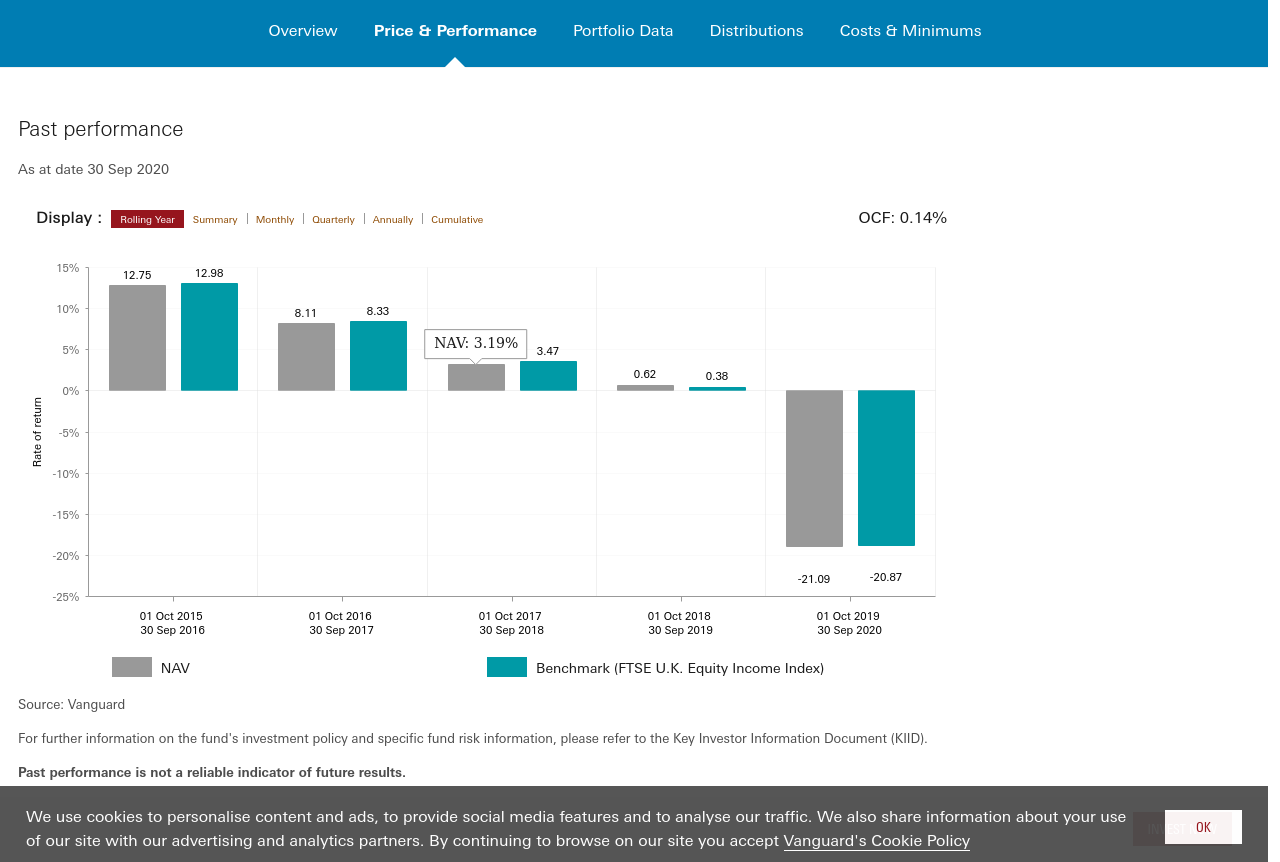 Overview Price & Performance Portfolio Data Distributions Costs & Minimums
Past performance
As at date 30 Sep 2020
Display : Rolling Year Summary Monthly Quarterly Annually Cumulative OCF: 0.14%
15%
10%
5%
0%
-5%
-10%
-15%
-20%
-25%
Rate of return
12.75 12.98
8.11 8.33
NAV: 3.19% 3.47
0.62 0.38
-21.09 -20.87
01 Oct 2015 01 Oct 2016 01 Oct 2017 01 Oct 2018 01 Oct 2019
30 Sep 2016 30 Sep 2017 30 Sep 2018 30 Sep 2019 30 Sep 2020
NAV Benchmark (FTSE U.K. Equity Income Index)
Source: Vanguard
For further information on the fund's investment policy and specific fund risk information, please refer to the Key Investor Information Document (KIID).
Past performance is not a reliable indicator of future results.
We use cookies to personalise content and ads, to provide social media features and to analyse our traffic. We also share information about your use
of our site with our advertising and analytics partners. By continuing to browse on our site you accept Vanguard's Cookie Policy
OK